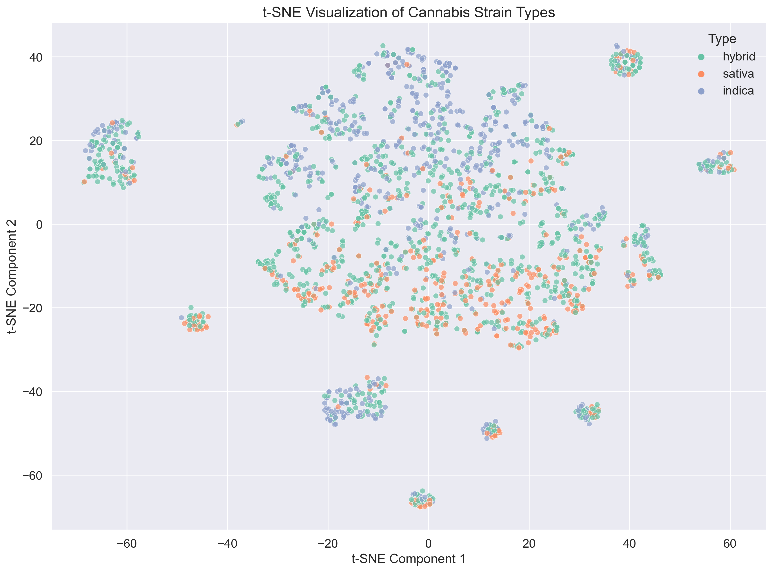 t-SNE Visualization of Cannabis Strain Types
Type
hybrid
sativa
indica
40
20
0
−20
−40
−60
t-SNE Component 2
−60
−40
−20
0
20
40
60
t-SNE Component 1